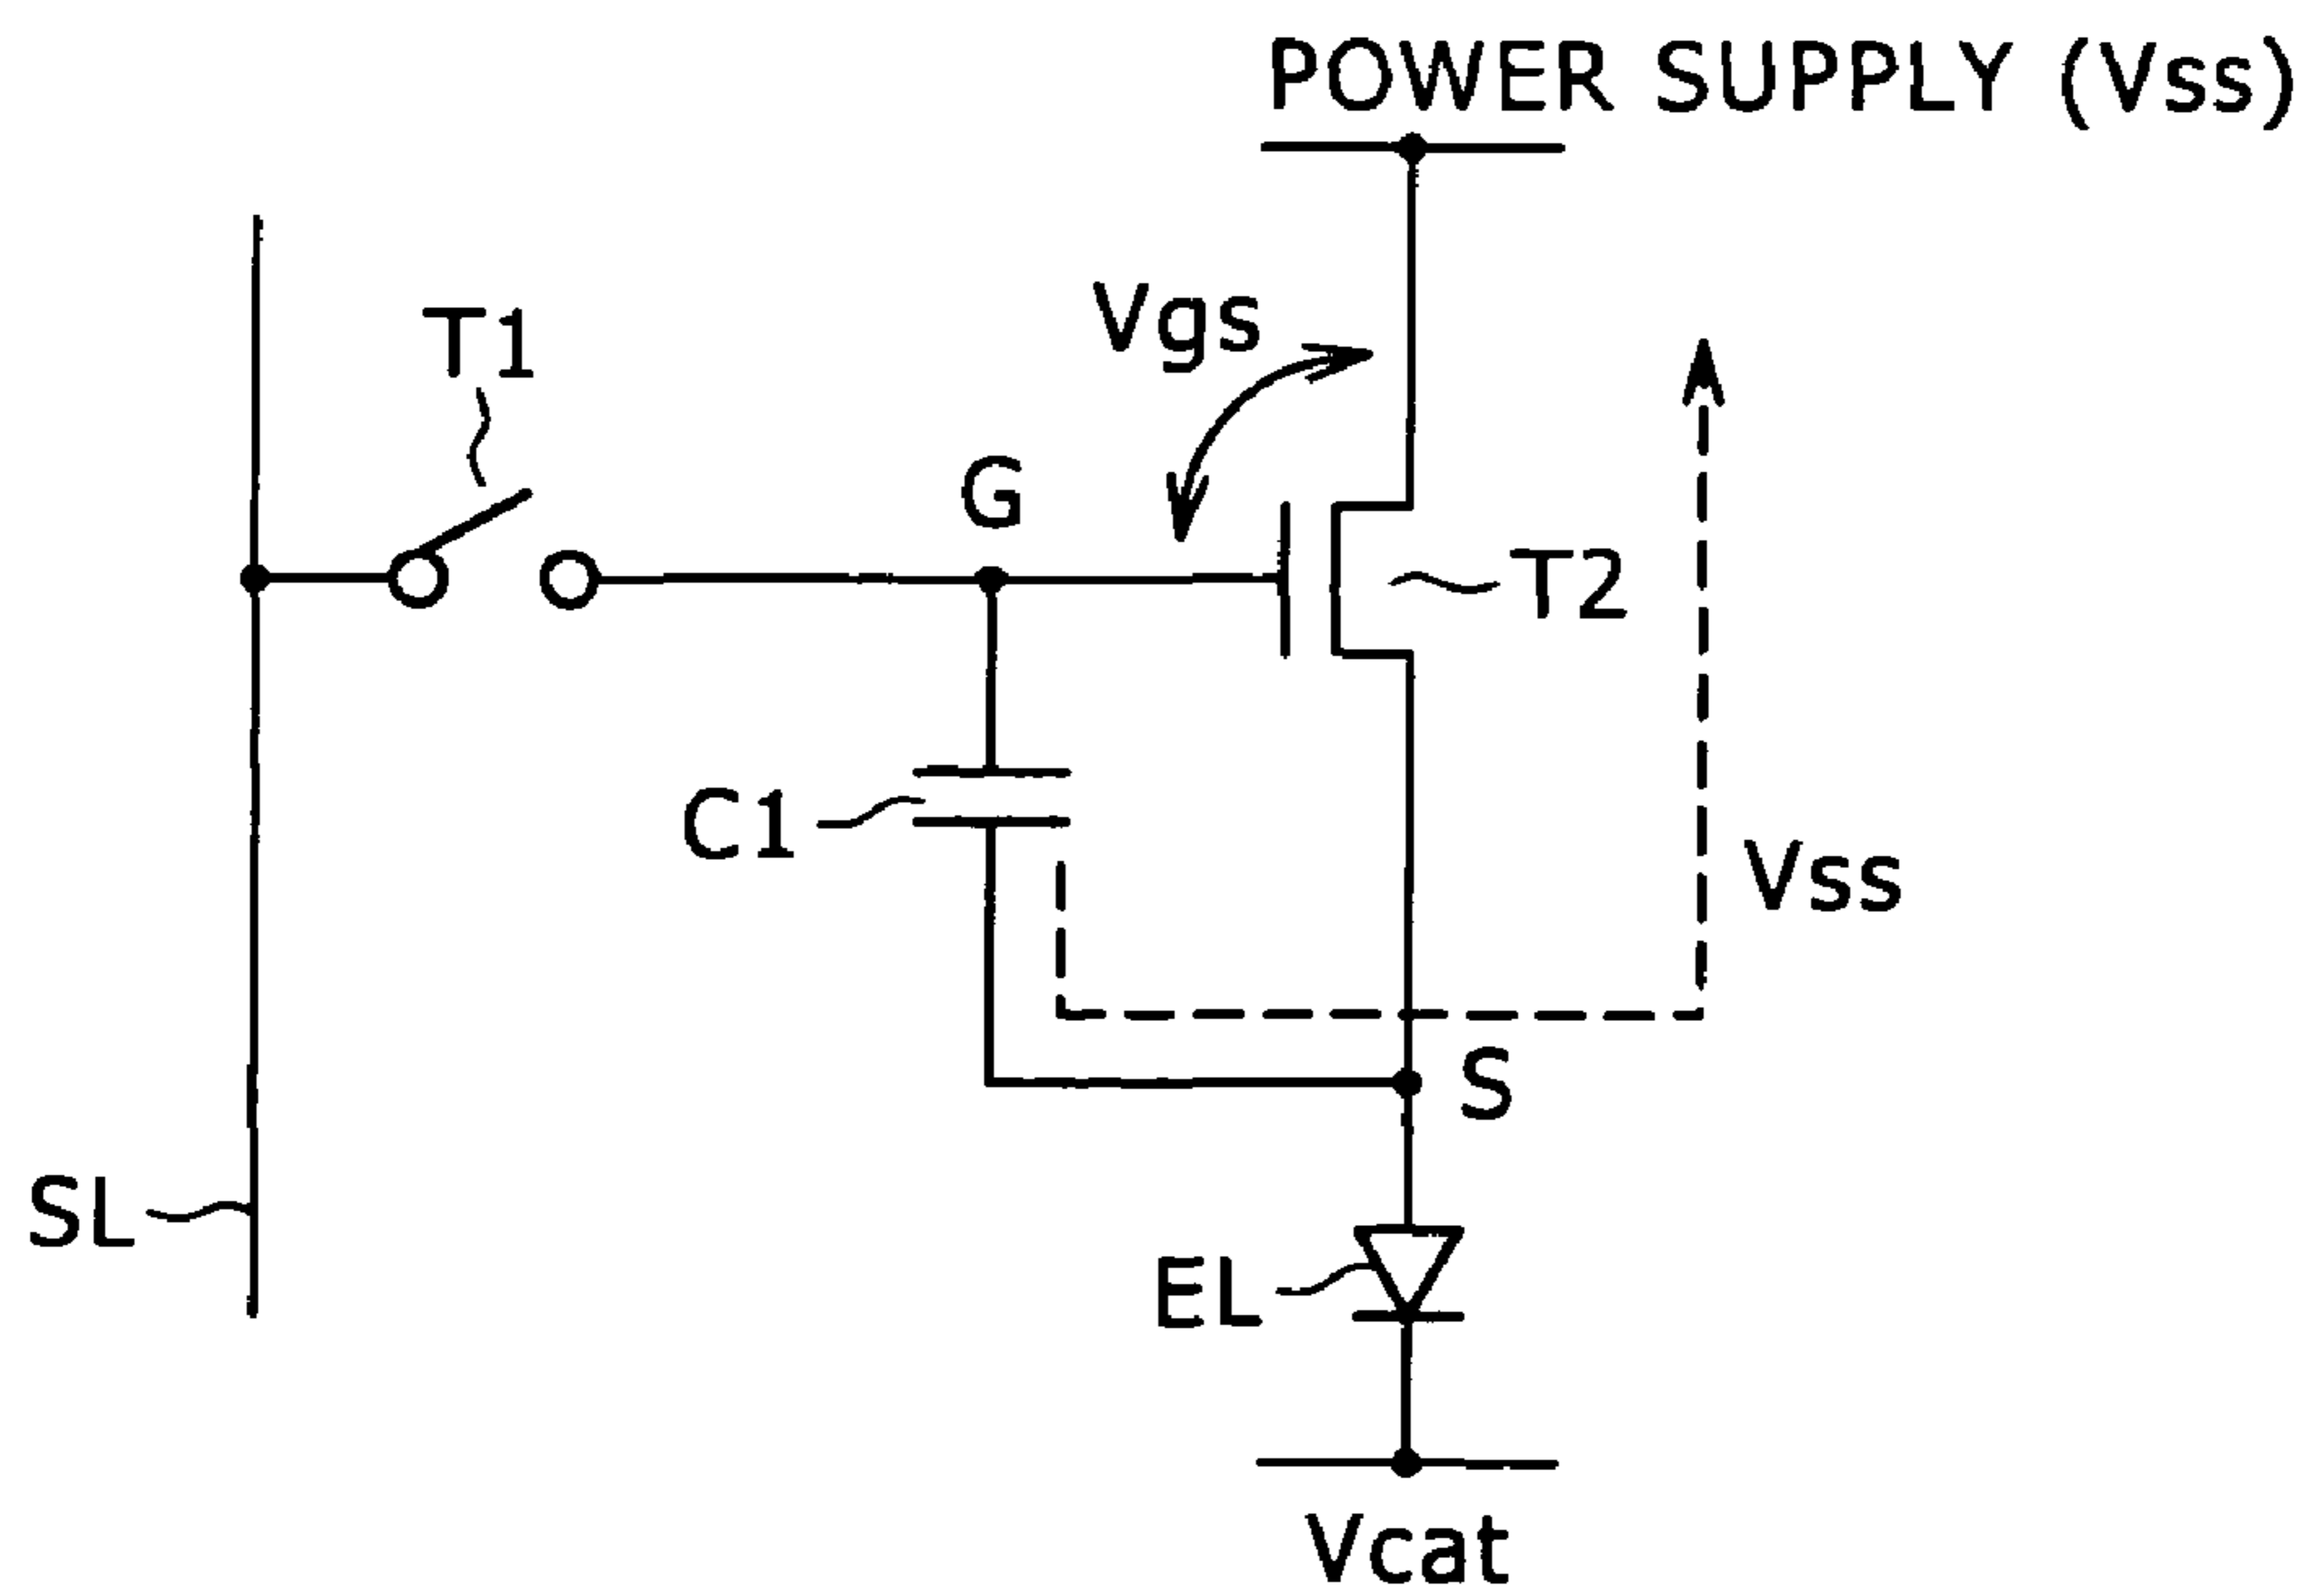 POWER SUPPLY (Vss)
T1
Vgs
G
T2
C1
Vss
S
SL
EL
Vcat